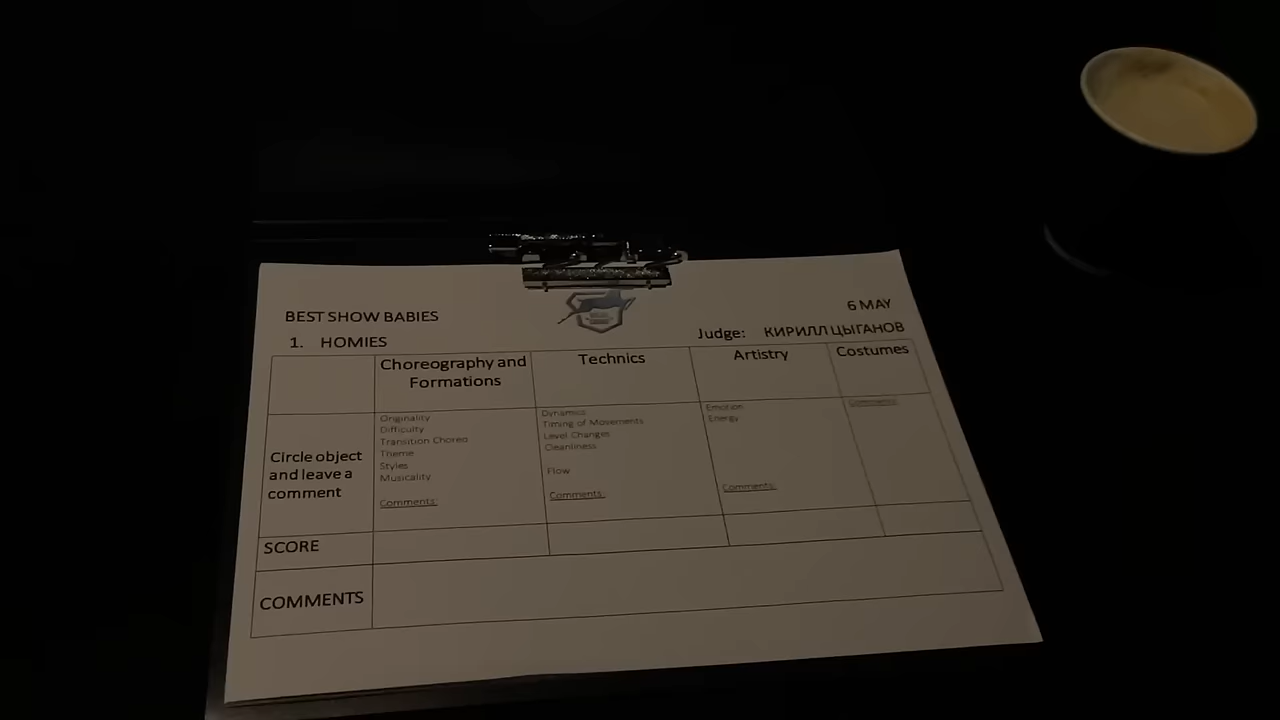 BEST SHOW BABIES
6 MAY
1. HOMIES
Judge: КИРИЛЛ ЦЫГАНОВ
Choreography and Formations
Technics
Artistry
Costumes
Circle object and leave a comment
Originality
Difficulty
Transition Choreo
Theme
Styles
Musicality
Comments:
Dynamics
Timing of Movements
Level Changes
Cleanliness
Flow
Comments:
Emotion
Energy
Comments:
Comments:
SCORE
COMMENTS